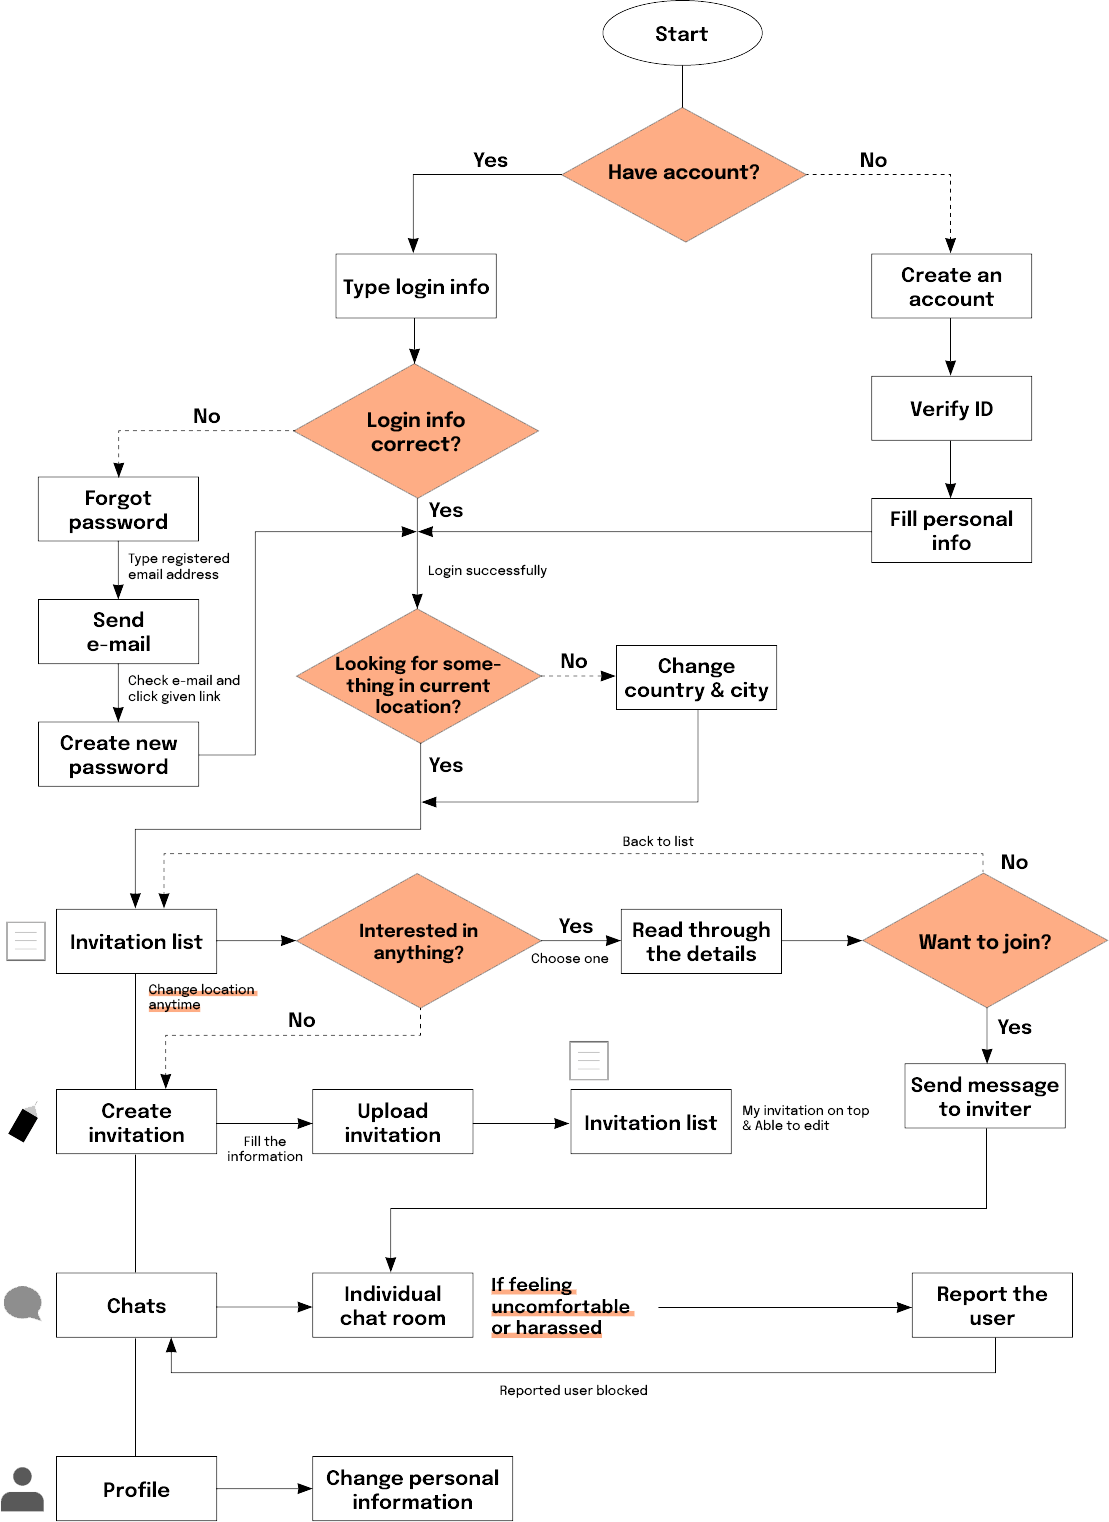 Start
Have account?
Yes
No
Type login info
Create an
account
Login info
correct?
No
Verify ID
Forgot
password
Yes
Fill personal
info
Type registered
email address
Login successfully
Send
e-mail
Looking for some-
thing in current
location?
No
Change
country & city
Check e-mail and
click given link
Create new
password
Yes
Back to list
No
Invitation list
Interested in
anything?
Yes
Choose one
Read through
the details
Want to join?
Change location
anytime
No
Yes
Create
invitation
Fill the
information
Upload
invitation
Invitation list
My invitation on top
& Able to edit
Send message
to inviter
Chats
Individual
chat room
If feeling
uncomfortable
or harassed
Report the
user
Reported user blocked
Profile
Change personal
information